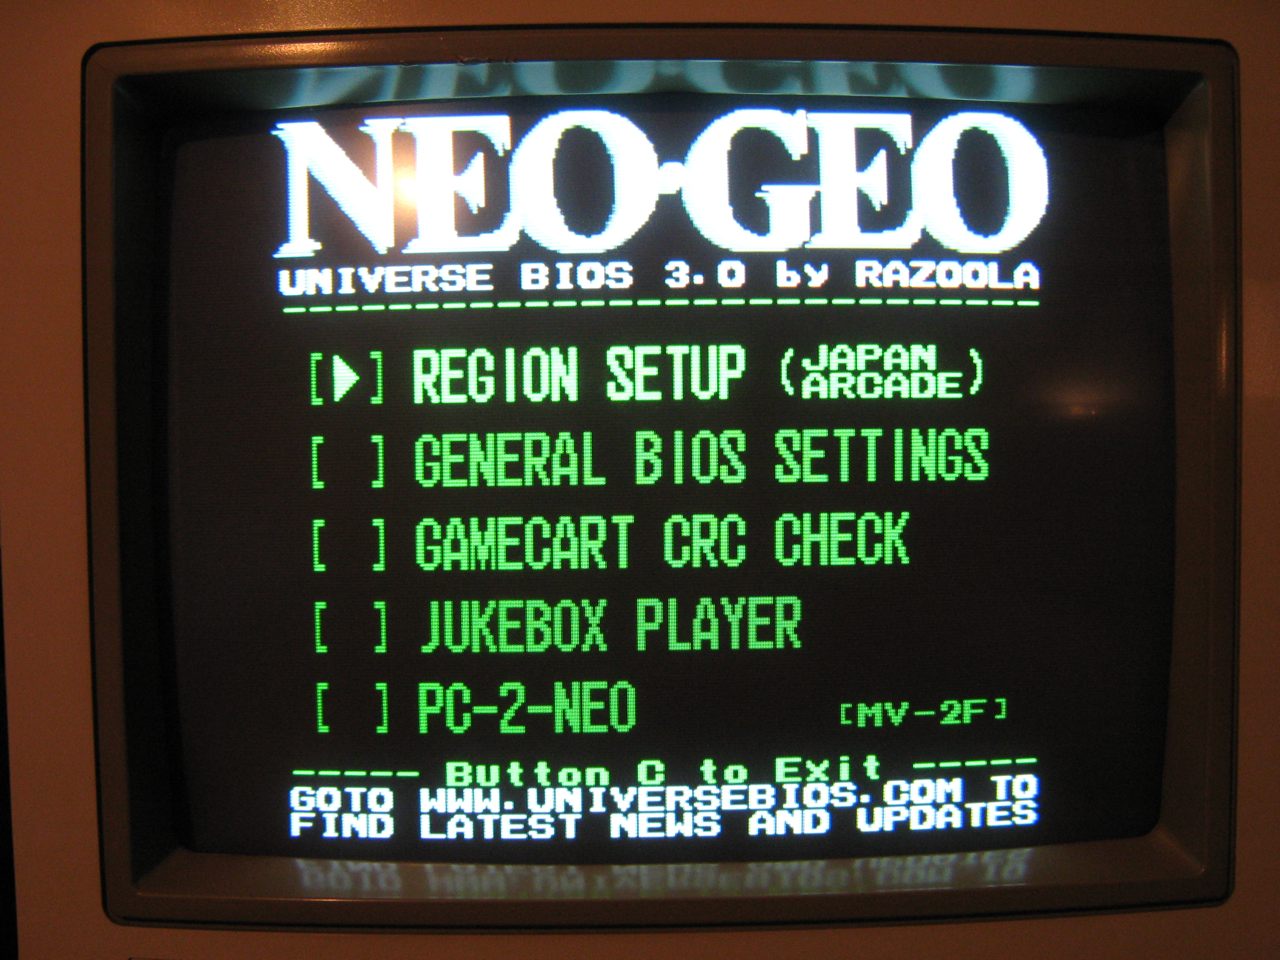 NEO·GEO
UNIVERSE BIOS 3.0 by RAZOOLA
[▶] REGION SETUP (JAPAN ARCADE)
[ ] GENERAL BIOS SETTINGS
[ ] GAMECART CRC CHECK
[ ] JUKEBOX PLAYER
[ ] PC-2-NEO [MV-2F]
----- Button C to Exit -----
GOTO WWW.UNIVERSEBIOS.COM TO
FIND LATEST NEWS AND UPDATES